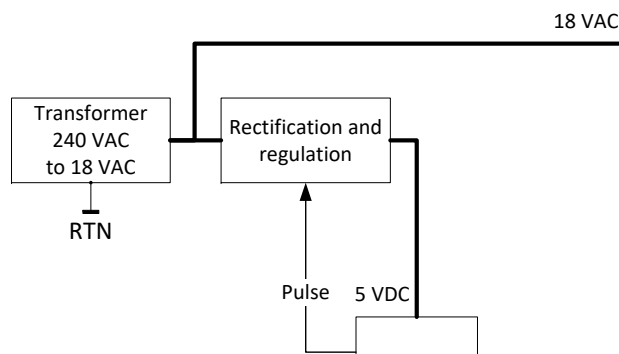 18 VAC
Transformer
240 VAC
to 18 VAC
Rectification and
regulation
RTN
Pulse
5 VDC